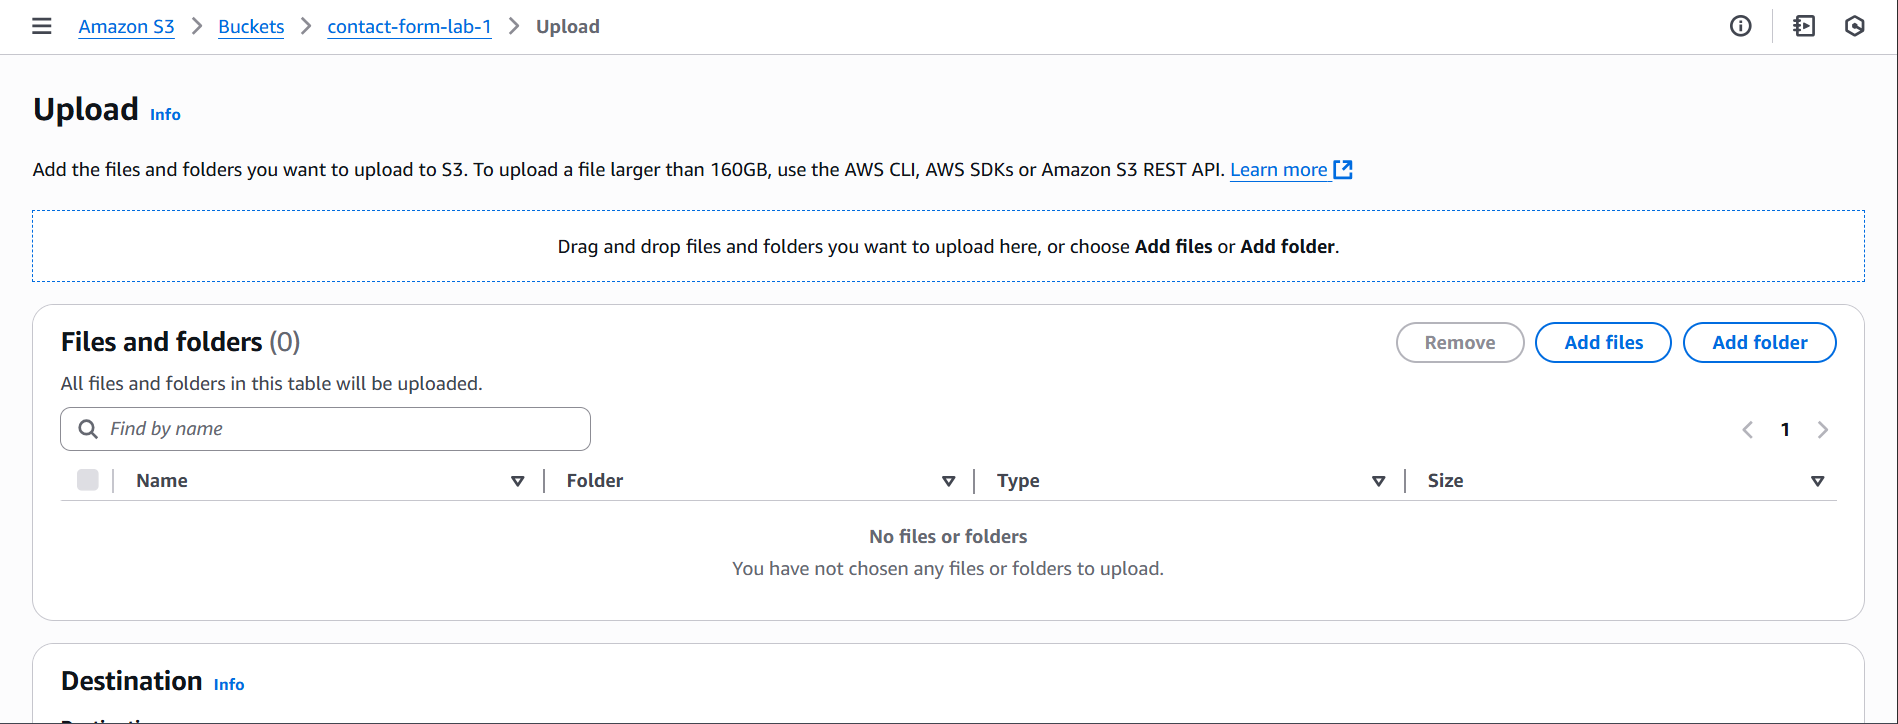 Amazon S3 > Buckets > contact-form-lab-1 > Upload
Upload Info
Add the files and folders you want to upload to S3. To upload a file larger than 160GB, use the AWS CLI, AWS SDKs or Amazon S3 REST API. Learn more
Drag and drop files and folders you want to upload here, or choose Add files or Add folder.
Files and folders (0)
Remove Add files Add folder
All files and folders in this table will be uploaded.
Find by name
1
Name Folder Type Size
No files or folders
You have not chosen any files or folders to upload.
Destination Info